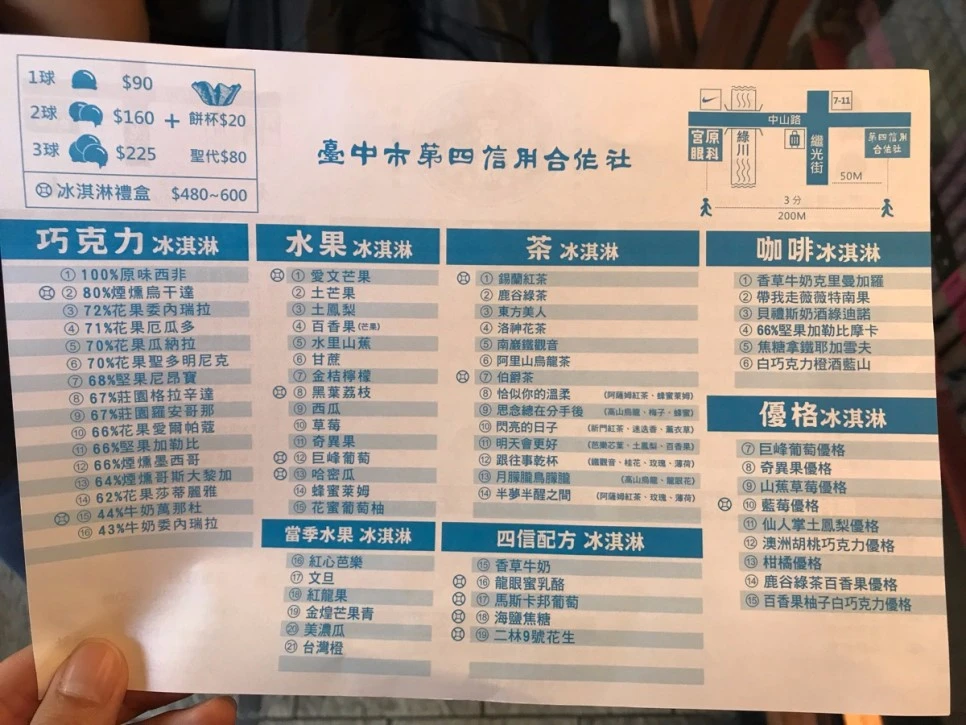 1球 $90
2球 $160 + 餅杯$20
3球 $225 聖代$80
冰淇淋禮盒 $480~600
臺中市第四信用合作社
7-11
中山路
宮原眼科
綠川
繼光街
第四信用合作社
50M
3分
200M
巧克力 冰淇淋
① 100%原味西非
② 80%煙燻烏干達
③ 72%花果委內瑞拉
④ 71%花果厄瓜多
⑤ 70%花果瓜納拉
⑥ 70%花果聖多明尼克
⑦ 68%堅果尼昂寶
⑧ 67%莊園格拉辛達
⑨ 67%莊園羅安哥那
⑩ 66%花果愛爾帕蔻
⑪ 66%堅果加勒比
⑫ 66%煙燻墨西哥
⑬ 64%煙燻哥斯大黎加
⑭ 62%花果莎蒂麗雅
⑮ 44%牛奶萬那杜
⑯ 43%牛奶委內瑞拉
水果 冰淇淋
① 愛文芒果
② 土芒果
③ 土鳳梨
④ 百香果(芒果)
⑤ 水里山蕉
⑥ 甘蔗
⑦ 金桔檸檬
⑧ 黑葉荔枝
⑨ 西瓜
⑩ 草莓
⑪ 奇異果
⑫ 巨峰葡萄
⑬ 哈密瓜
⑭ 蜂蜜萊姆
⑮ 花蜜葡萄柚
當季水果 冰淇淋
⑯ 紅心芭樂
⑰ 文旦
⑱ 紅龍果
⑲ 金煌芒果青
⑳ 美濃瓜
㉑ 台灣橙
茶 冰淇淋
① 錫蘭紅茶
② 鹿谷綠茶
③ 東方美人
④ 洛神花茶
⑤ 南巖鐵觀音
⑥ 阿里山烏龍茶
⑦ 伯爵茶
⑧ 恰似你的溫柔 (阿薩姆紅茶、蜂蜜萊姆)
⑨ 思念總在分手後 (高山烏龍、梅子、蜂蜜)
⑩ 閃亮的日子 (新門紅茶、迷迭香、薰衣草)
⑪ 明天會更好 (芭樂芯葉、土鳳梨、百香果)
⑫ 跟往事乾杯 (鐵觀音、桂花、玫瑰、薄荷)
⑬ 月朦朧鳥朦朧 (高山烏龍、龍眼花)
⑭ 半夢半醒之間 (阿薩姆紅茶、玫瑰、薄荷)
四信配方 冰淇淋
⑮ 香草牛奶
⑯ 龍眼蜜乳酪
⑰ 馬斯卡邦葡萄
⑱ 海鹽焦糖
⑲ 二林9號花生
咖啡 冰淇淋
① 香草牛奶克里曼加羅
② 帶我走薇薇特南果
③ 貝禮斯奶酒綠迪諾
④ 66%堅果加勒比摩卡
⑤ 焦糖拿鐵耶加雪夫
⑥ 白巧克力橙酒藍山
優格 冰淇淋
⑦ 巨峰葡萄優格
⑧ 奇異果優格
⑨ 山蕉草莓優格
⑩ 藍莓優格
⑪ 仙人掌土鳳梨優格
⑫ 澳洲胡桃巧克力優格
⑬ 柑橘優格
⑭ 鹿谷綠茶百香果優格
⑮ 百香果柚子白巧克力優格